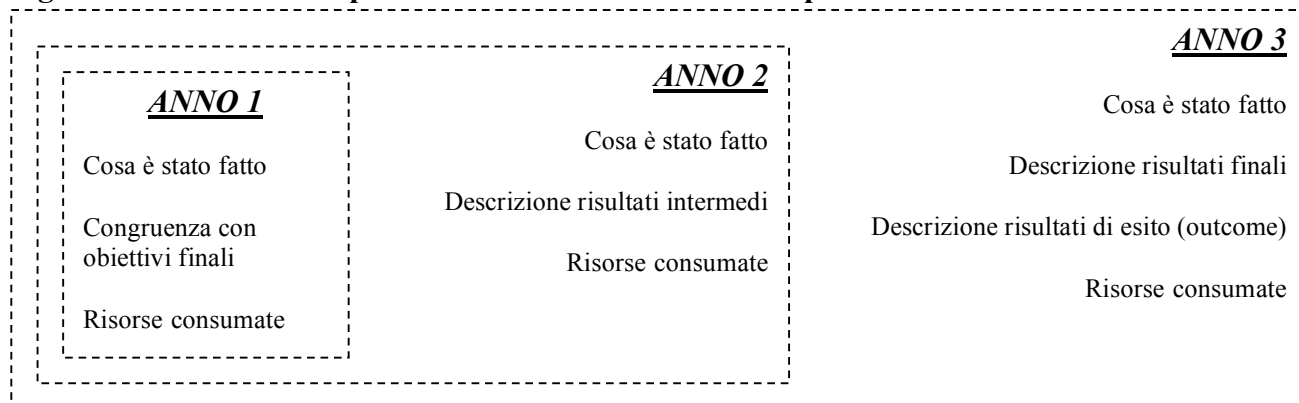 ANNO 1
Cosa è stato fatto
Congruenza con
obiettivi finali
Risorse consumate
ANNO 2
Cosa è stato fatto
Descrizione risultati intermedi
Risorse consumate
ANNO 3
Cosa è stato fatto
Descrizione risultati finali
Descrizione risultati di esito (outcome)
Risorse consumate